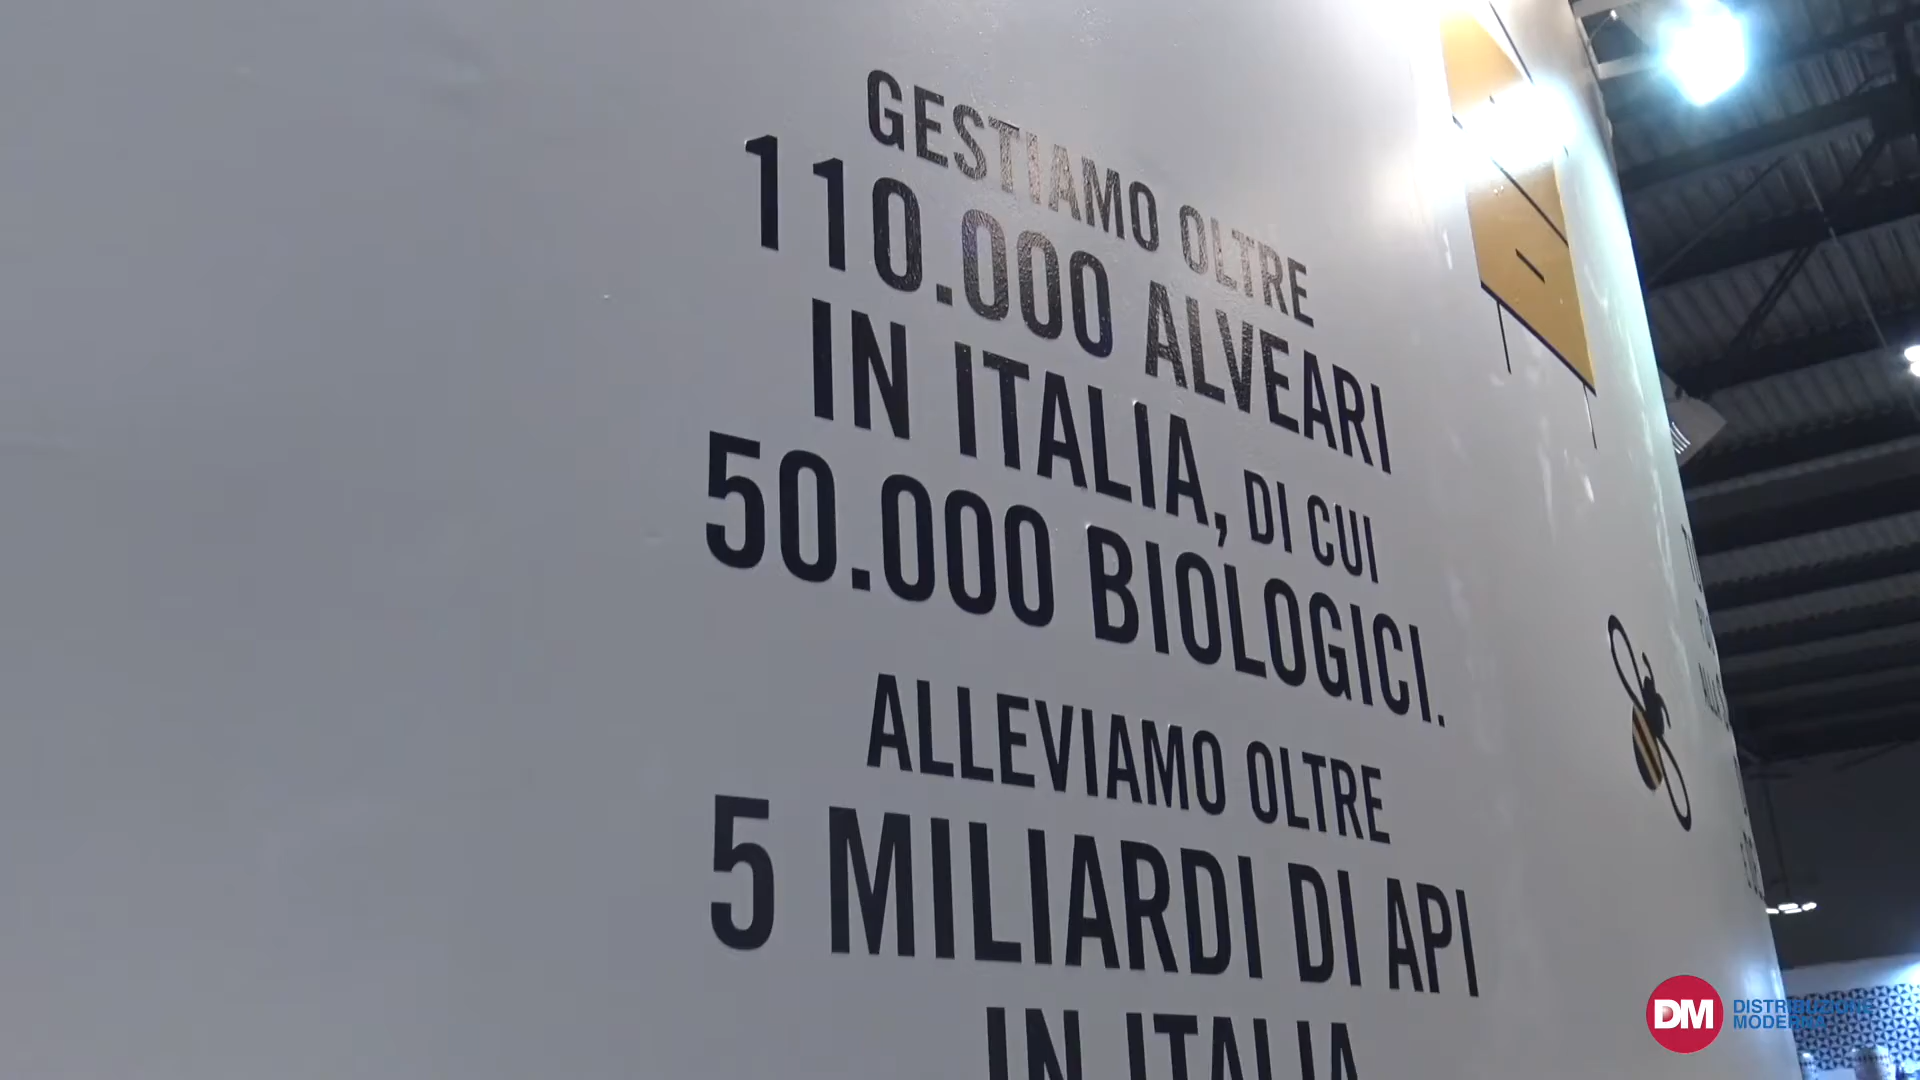 GESTIAMO OLTRE
110.000 ALVEARI
IN ITALIA, DI CUI
50.000 BIOLOGICI.
ALLEVIAMO OLTRE
5 MILIARDI DI API
IN ITALIA
DM DISTRIBUZIONE
MODERNA